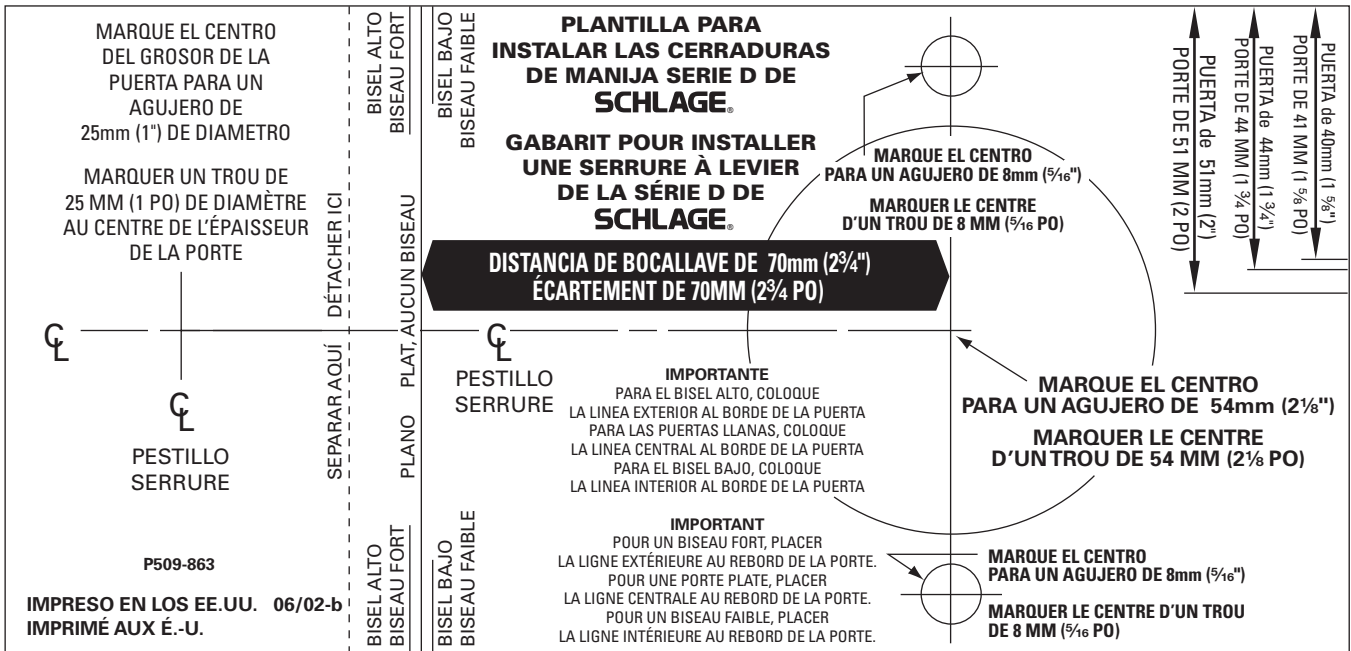 MARQUE EL CENTRO
DEL GROSOR DE LA
PUERTA PARA UN
AGUJERO DE
25mm (1") DE DIAMETRO
MARQUER UN TROU DE
25 MM (1 PO) DE DIAMÈTRE
AU CENTRE DE L'ÉPAISSEUR
DE LA PORTE
℄
℄
PESTILLO
SERRURE
P509-863
IMPRESO EN LOS EE.UU. 06/02-b
IMPRIMÉ AUX É.-U.
SEPARAR AQUÍ DÉTACHER ICI
BISEL ALTO
BISEAU FORT
BISEL BAJO
BISEAU FAIBLE
PLANO PLAT, AUCUN BISEAU
BISEL ALTO
BISEAU FORT
BISEL BAJO
BISEAU FAIBLE
PLANTILLA PARA
INSTALAR LAS CERRADURAS
DE MANIJA SERIE D DE
SCHLAGE®
GABARIT POUR INSTALLER
UNE SERRURE À LEVIER
DE LA SÉRIE D DE
SCHLAGE®
MARQUE EL CENTRO
PARA UN AGUJERO DE 8mm (5⁄16")
MARQUER LE CENTRE
D'UN TROU DE 8 MM (5⁄16 PO)
DISTANCIA DE BOCALLAVE DE 70mm (2¾")
ÉCARTEMENT DE 70MM (2¾ PO)
℄
PESTILLO
SERRURE
IMPORTANTE
PARA EL BISEL ALTO, COLOQUE
LA LINEA EXTERIOR AL BORDE DE LA PUERTA
PARA LAS PUERTAS LLANAS, COLOQUE
LA LINEA CENTRAL AL BORDE DE LA PUERTA
PARA EL BISEL BAJO, COLOQUE
LA LINEA INTERIOR AL BORDE DE LA PUERTA
IMPORTANT
POUR UN BISEAU FORT, PLACER
LA LIGNE EXTÉRIEURE AU REBORD DE LA PORTE.
POUR UNE PORTE PLATE, PLACER
LA LIGNE CENTRALE AU REBORD DE LA PORTE.
POUR UN BISEAU FAIBLE, PLACER
LA LIGNE INTÉRIEURE AU REBORD DE LA PORTE.
PUERTA de 51mm (2")
PORTE DE 51 MM (2 PO)
PUERTA de 44mm (1 ¾")
PORTE DE 44 MM (1 ¾ PO)
PUERTA de 40mm (1 ⅝")
PORTE DE 41 MM (1 ⅝ PO)
MARQUE EL CENTRO
PARA UN AGUJERO DE 54mm (2⅛")
MARQUER LE CENTRE
D'UN TROU DE 54 MM (2⅛ PO)
MARQUE EL CENTRO
PARA UN AGUJERO DE 8mm (5⁄16")
MARQUER LE CENTRE D'UN TROU
DE 8 MM (5⁄16 PO)